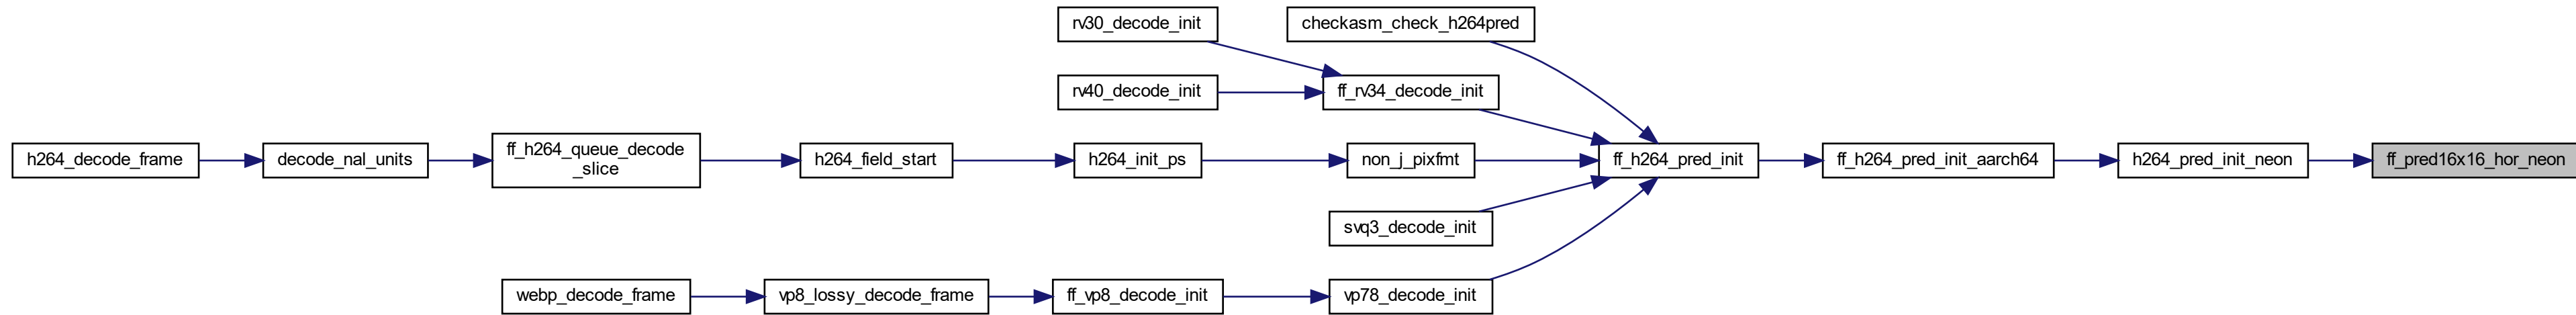 rv30_decode_init
checkasm_check_h264pred
rv40_decode_init
ff_rv34_decode_init
h264_decode_frame
decode_nal_units
ff_h264_queue_decode
_slice
h264_field_start
h264_init_ps
non_j_pixfmt
ff_h264_pred_init
ff_h264_pred_init_aarch64
h264_pred_init_neon
ff_pred16x16_hor_neon
svq3_decode_init
webp_decode_frame
vp8_lossy_decode_frame
ff_vp8_decode_init
vp78_decode_init